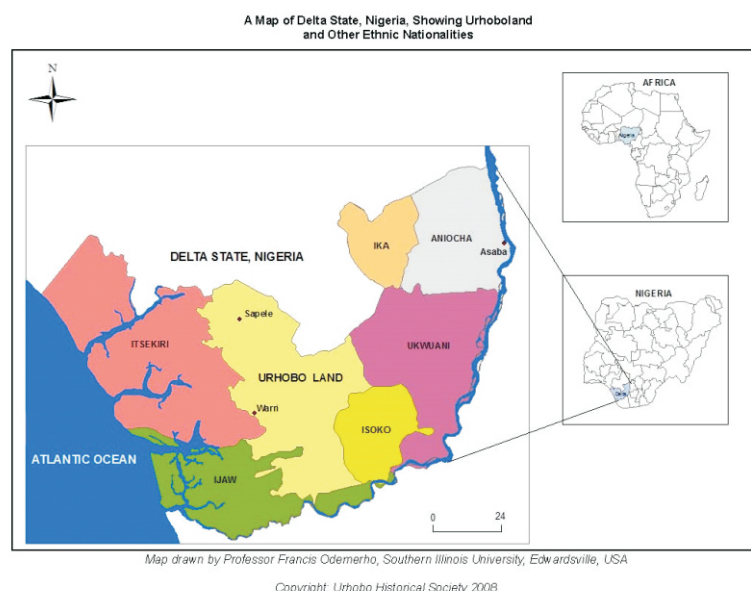 A Map of Delta State, Nigeria, Showing Urhoboland
and Other Ethnic Nationalities
N
AFRICA
Nigeria
DELTA STATE, NIGERIA
IKA
ANIOCHA
Asaba
NIGERIA
Delta
Sapele
ITSEKIRI
UKWUANI
URHOBO LAND
Warri
ISOKO
ATLANTIC OCEAN
IJAW
0 24
Map drawn by Professor Francis Odemerho, Southern Illinois University, Edwardsville, USA
Copyright: Urhobo Historical Society 2008